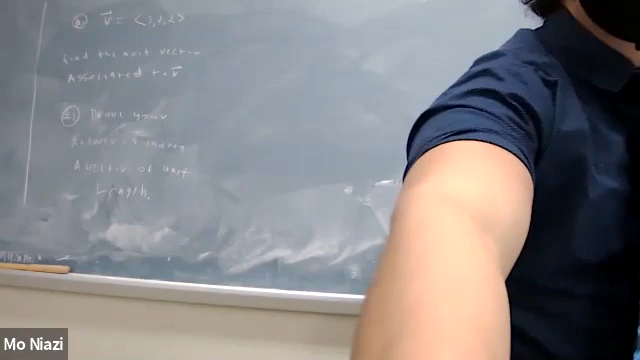 V = <3,2,2>
find the unit vector
Associated to V
Prove your
Answer is indeed
A vector of unit
Length.
Mo Niazi